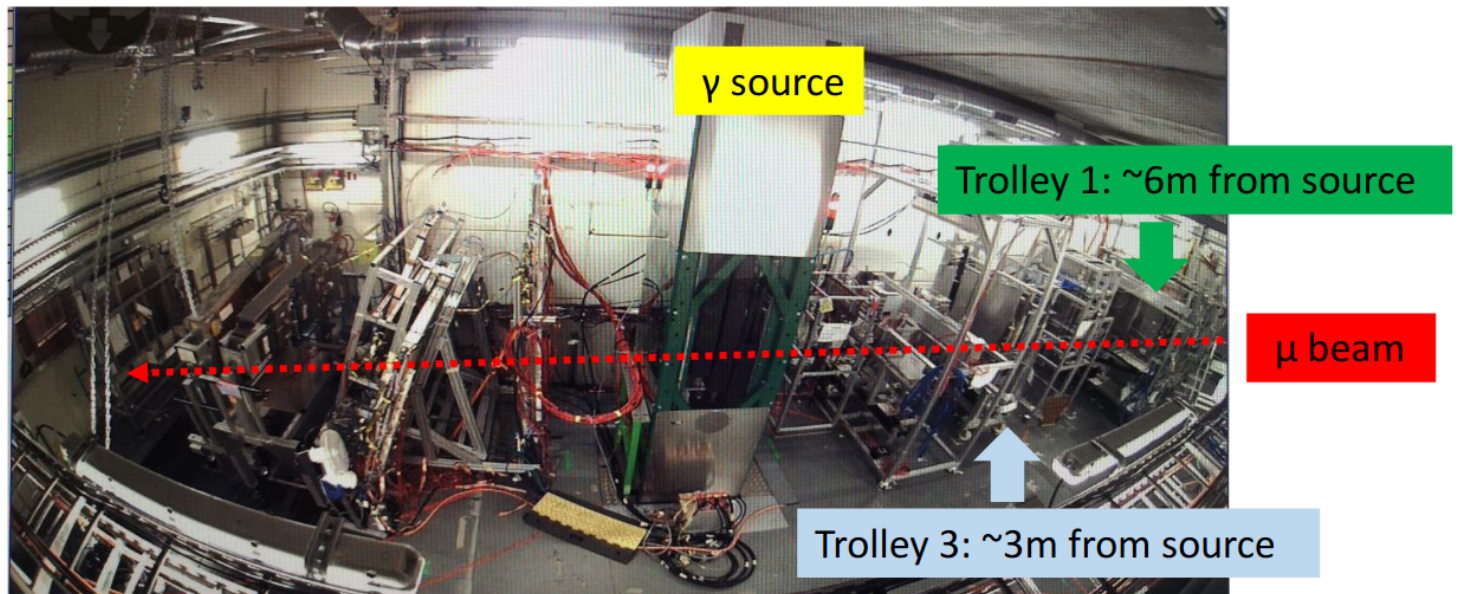 γ source
Trolley 1: ~6m from source
μ beam
Trolley 3: ~3m from source